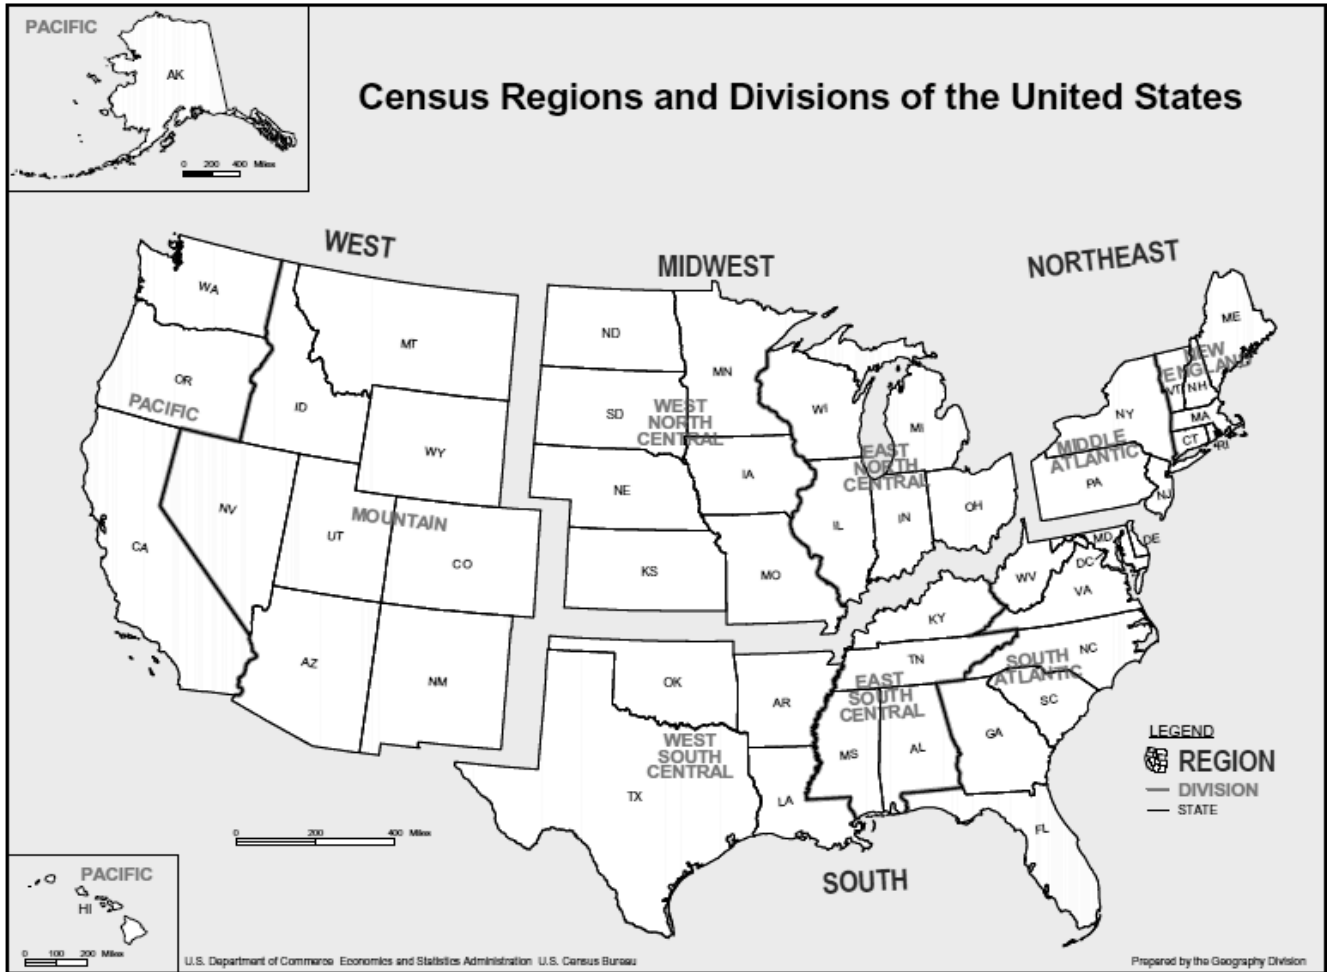 PACIFIC
AK
0 200 400 Miles
Census Regions and Divisions of the United States
WEST
MIDWEST
NORTHEAST
WA
MT
OR
ID
PACIFIC
WY
NV
UT
MOUNTAIN
CO
CA
AZ
NM
ND
MN
SD
WEST
NORTH
CENTRAL
NE
IA
KS
MO
WI
MI
EAST
NORTH
CENTRAL
IL
IN
OH
ME
NEW
ENGLAND
VT
NH
NY
MA
CT
RI
MIDDLE
ATLANTIC
PA
NJ
MD
DE
DC
WV
VA
KY
NC
TN
SOUTH
ATLANTIC
EAST
SOUTH
CENTRAL
SC
OK
AR
GA
MS
AL
WEST
SOUTH
CENTRAL
TX
LA
FL
SOUTH
LEGEND
REGION
DIVISION
STATE
0 200 400 Miles
PACIFIC
HI
0 100 200 Miles
U.S. Department of Commerce Economics and Statistics Administration U.S. Census Bureau
Prepared by the Geography Division